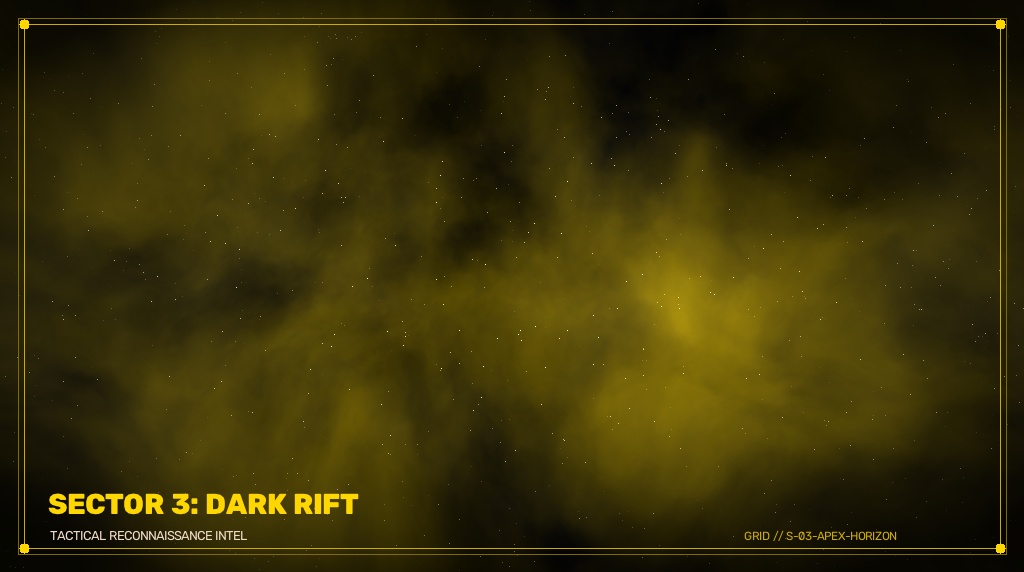 SECTOR 3: DARK RIFT
TACTICAL RECONNAISSANCE INTEL
GRID // S-03-APEX-HORIZON